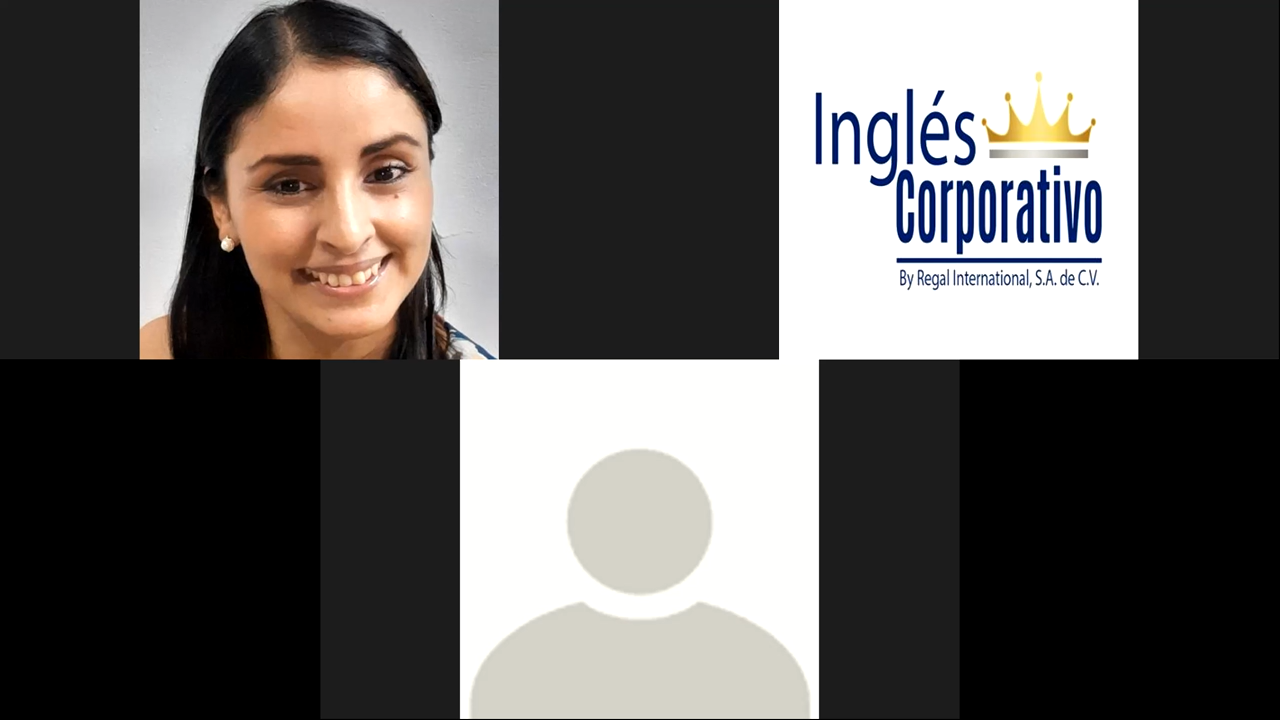 Inglés
Corporativo
By Regal International, S.A. de C.V.